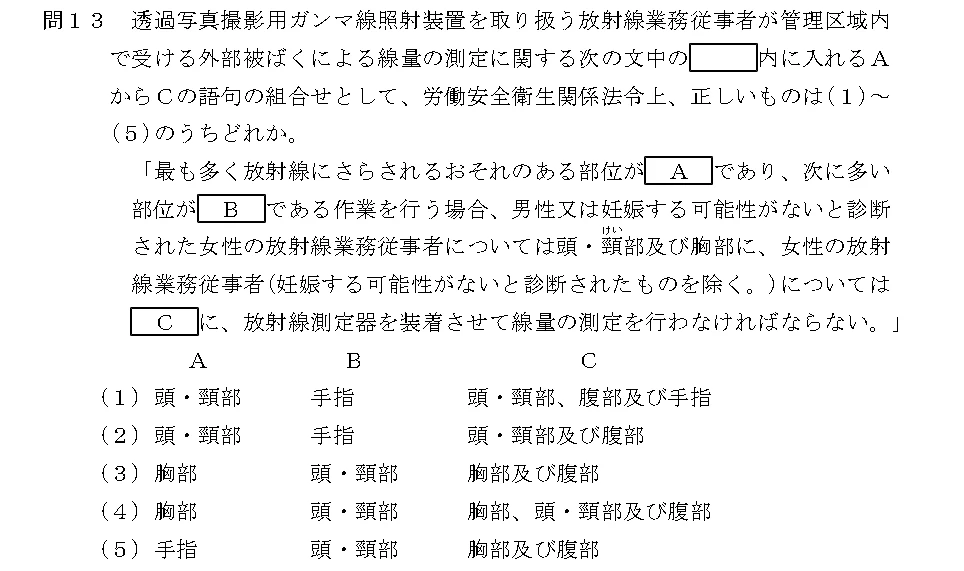 問１３　透過写真撮影用ガンマ線照射装置を取り扱う放射線業務従事者が管理区域内
で受ける外部被ばくによる線量の測定に関する次の文中の　　　内に入れるＡ
からＣの語句の組合せとして、労働安全衛生関係法令上、正しいものは(１)～
(５)のうちどれか。
「最も多く放射線にさらされるおそれのある部位が　Ａ　であり、次に多い
部位が　Ｂ　である作業を行う場合、男性又は妊娠する可能性がないと診断
けい
された女性の放射線業務従事者については頭・頸部及び胸部に、女性の放射
線業務従事者(妊娠する可能性がないと診断されたものを除く。)については
Ｃ　に、放射線測定器を装着させて線量の測定を行わなければならない。」
Ａ　Ｂ　Ｃ
(１) 頭・頸部　手指　頭・頸部、腹部及び手指
(２) 頭・頸部　手指　頭・頸部及び腹部
(３) 胸部　頭・頸部　胸部及び腹部
(４) 胸部　頭・頸部　胸部、頭・頸部及び腹部
(５) 手指　頭・頸部　胸部及び腹部